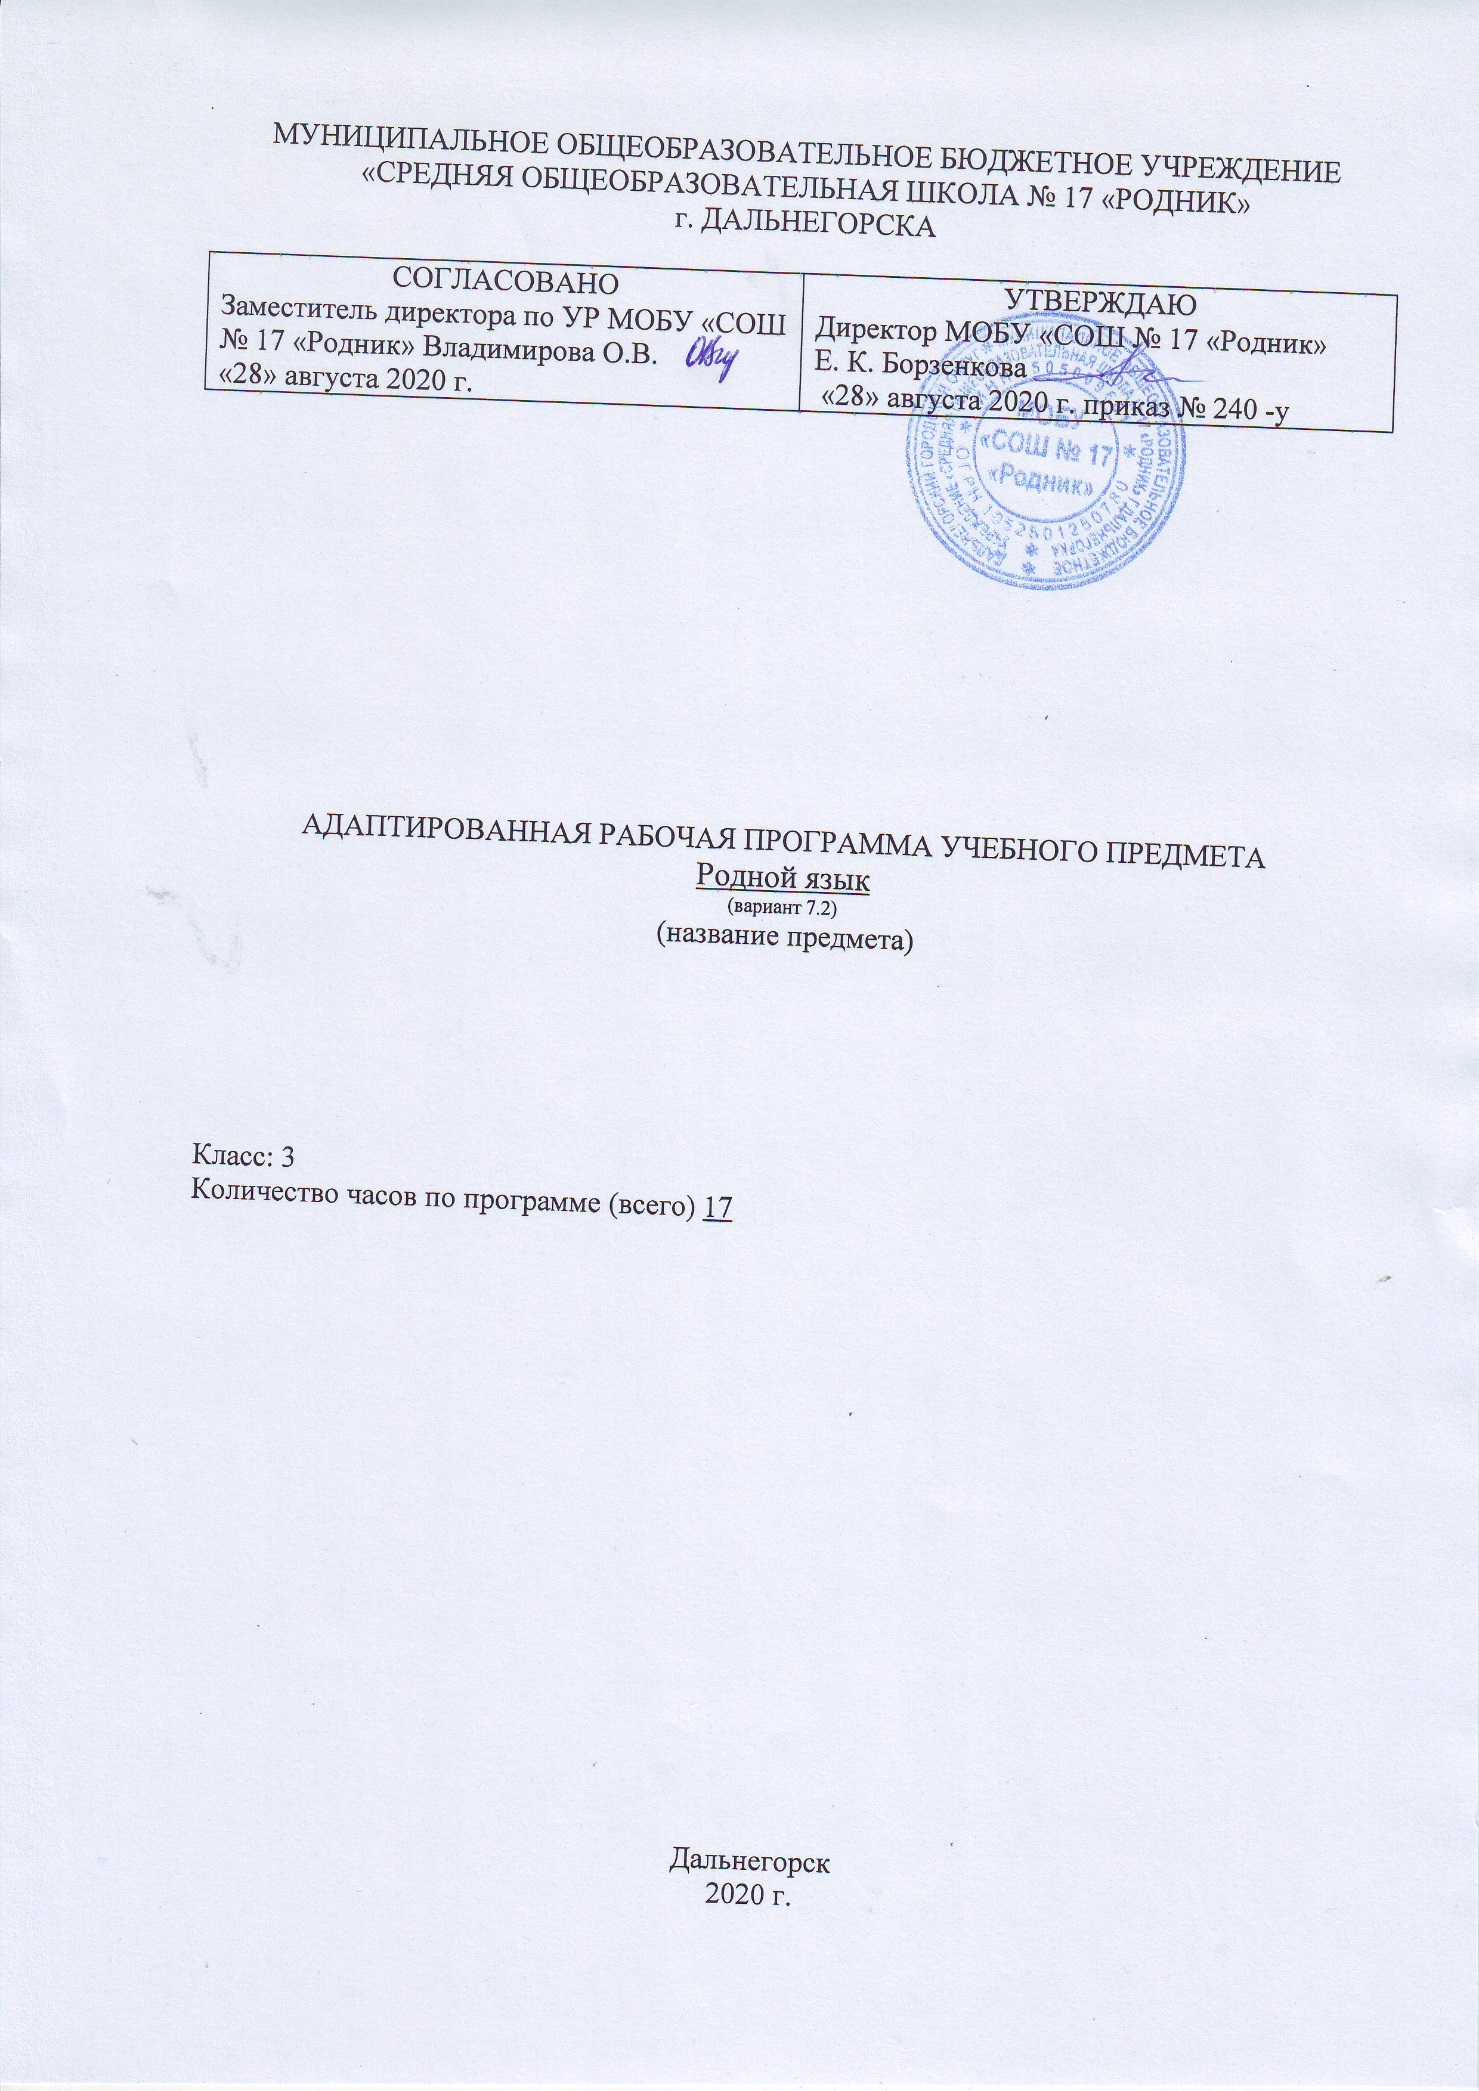 МУНИЦИПАЛЬНОЕ ОБЩЕОБРАЗОВАТЕЛЬНОЕ БЮДЖЕТНОЕ УЧРЕЖДЕНИЕ
«СРЕДНЯЯ ОБЩЕОБРАЗОВАТЕЛЬНАЯ ШКОЛА № 17 «РОДНИК»
г. ДАЛЬНЕГОРСКА
СОГЛАСОВАНО
Заместитель директора по УР МОБУ «СОШ
№ 17 «Родник» Владимирова О.В.
«28» августа 2020 г.
УТВЕРЖДАЮ
Директор МОБУ «СОШ № 17 «Родник»
Е. К. Борзенкова
«28» августа 2020 г. приказ № 240 -у
МОБУ
«СОШ № 17
«Родник»
АДАПТИРОВАННАЯ РАБОЧАЯ ПРОГРАММА УЧЕБНОГО ПРЕДМЕТА
Родной язык
(вариант 7.2)
(название предмета)
Класс: 3
Количество часов по программе (всего) 17
Дальнегорск
2020 г.